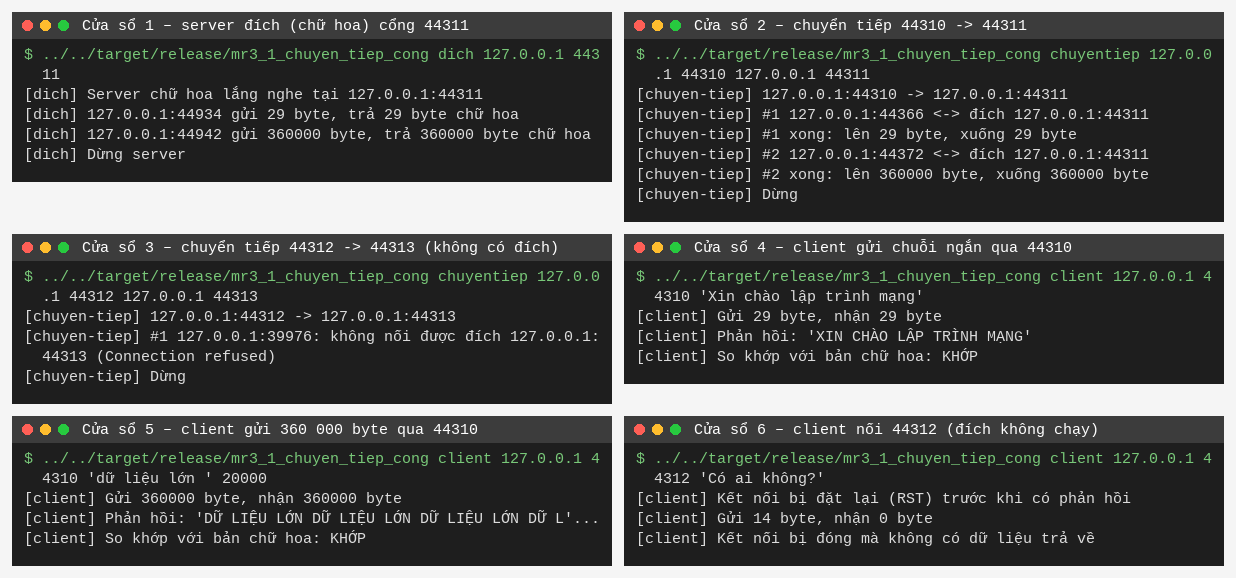 Cửa sổ 1 – server đích (chữ hoa) cổng 44311
$ ../../target/release/mr3_1_chuyen_tiep_cong dich 127.0.0.1 443
11
[dich] Server chữ hoa lắng nghe tại 127.0.0.1:44311
[dich] 127.0.0.1:44934 gửi 29 byte, trả 29 byte chữ hoa
[dich] 127.0.0.1:44942 gửi 360000 byte, trả 360000 byte chữ hoa
[dich] Dừng server
Cửa sổ 2 – chuyển tiếp 44310 -> 44311
$ ../../target/release/mr3_1_chuyen_tiep_cong chuyentiep 127.0.0
.1 44310 127.0.0.1 44311
[chuyen-tiep] 127.0.0.1:44310 -> 127.0.0.1:44311
[chuyen-tiep] #1 127.0.0.1:44366 <-> đích 127.0.0.1:44311
[chuyen-tiep] #1 xong: lên 29 byte, xuống 29 byte
[chuyen-tiep] #2 127.0.0.1:44372 <-> đích 127.0.0.1:44311
[chuyen-tiep] #2 xong: lên 360000 byte, xuống 360000 byte
[chuyen-tiep] Dừng
Cửa sổ 3 – chuyển tiếp 44312 -> 44313 (không có đích)
$ ../../target/release/mr3_1_chuyen_tiep_cong chuyentiep 127.0.0
.1 44312 127.0.0.1 44313
[chuyen-tiep] 127.0.0.1:44312 -> 127.0.0.1:44313
[chuyen-tiep] #1 127.0.0.1:39976: không nối được đích 127.0.0.1:
44313 (Connection refused)
[chuyen-tiep] Dừng
Cửa sổ 4 – client gửi chuỗi ngắn qua 44310
$ ../../target/release/mr3_1_chuyen_tiep_cong client 127.0.0.1 4
4310 'Xin chào lập trình mạng'
[client] Gửi 29 byte, nhận 29 byte
[client] Phản hồi: 'XIN CHÀO LẬP TRÌNH MẠNG'
[client] So khớp với bản chữ hoa: KHỚP
Cửa sổ 5 – client gửi 360 000 byte qua 44310
$ ../../target/release/mr3_1_chuyen_tiep_cong client 127.0.0.1 4
4310 'dữ liệu lớn ' 20000
[client] Gửi 360000 byte, nhận 360000 byte
[client] Phản hồi: 'DỮ LIỆU LỚN DỮ LIỆU LỚN DỮ LIỆU LỚN DỮ L'...
[client] So khớp với bản chữ hoa: KHỚP
Cửa sổ 6 – client nối 44312 (đích không chạy)
$ ../../target/release/mr3_1_chuyen_tiep_cong client 127.0.0.1 4
4312 'Có ai không?'
[client] Kết nối bị đặt lại (RST) trước khi có phản hồi
[client] Gửi 14 byte, nhận 0 byte
[client] Kết nối bị đóng mà không có dữ liệu trả về